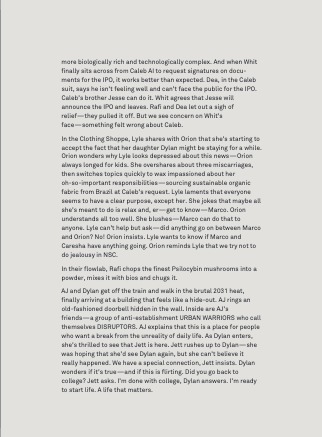 more biologically rich and technologically complex. And when Whit
finally sits across from Caleb AI to request signatures on docu-
ments for the IPO, it works better than expected. Dea, in the Caleb
suit, says he isn't feeling well and can't face the public for the IPO.
Caleb's brother Jesse can do it. Whit agrees that Jesse will
announce the IPO and leaves. Rafi and Dea let out a sigh of
relief—they pulled it off. But we see concern on Whit's
face—something felt wrong about Caleb.
In the Clothing Shoppe, Lyle shares with Orion that she's starting to
accept the fact that her daughter Dylan might be staying for a while.
Orion wonders why Lyle looks depressed about this news—Orion
always longed for kids. She overshares about three miscarriages,
then switches topics quickly to wax impassioned about her
oh-so-important responsibilities—sourcing sustainable organic
fabric from Brazil at Caleb's request. Lyle laments that everyone
seems to have a clear purpose, except her. She jokes that maybe all
she's meant to do is relax and, er—get to know—Marco. Orion
understands all too well. She blushes—Marco can do that to
anyone. Lyle can't help but ask—did anything go on between Marco
and Orion? No! Orion insists. Lyle wants to know if Marco and
Caresha have anything going. Orion reminds Lyle that we try not to
do jealousy in NSC.
In their flowlab, Rafi chops the finest Psilocybin mushrooms into a
powder, mixes it with bios and chugs it.
AJ and Dylan get off the train and walk in the brutal 2031 heat,
finally arriving at a building that feels like a hide-out. AJ rings an
old-fashioned doorbell hidden in the wall. Inside are AJ's
friends—a group of anti-establishment URBAN WARRIORS who call
themselves DISRUPTORS. AJ explains that this is a place for people
who want a break from the unreality of daily life. As Dylan enters,
she's thrilled to see that Jett is here. Jett rushes up to Dylan—she
was hoping that she'd see Dylan again, but she can't believe it
really happened. We have a special connection, Jett insists. Dylan
wonders if it's true—and if this is flirting. Did you go back to
college? Jett asks. I'm done with college, Dylan answers. I'm ready
to start life. A life that matters.